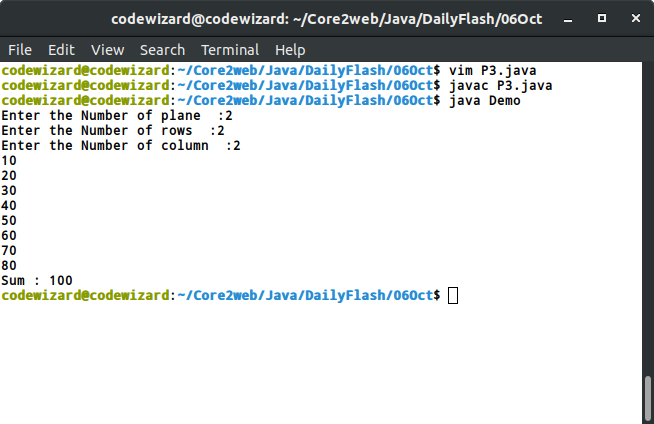 codewizard@codewizard: ~/Core2web/Java/DailyFlash/06Oct
File Edit View Search Terminal Help
codewizard@codewizard:~/Core2web/Java/DailyFlash/06Oct$ vim P3.java
codewizard@codewizard:~/Core2web/Java/DailyFlash/06Oct$ javac P3.java
codewizard@codewizard:~/Core2web/Java/DailyFlash/06Oct$ java Demo
Enter the Number of plane  :2
Enter the Number of rows  :2
Enter the Number of column  :2
10
20
30
40
50
60
70
80
Sum : 100
codewizard@codewizard:~/Core2web/Java/DailyFlash/06Oct$